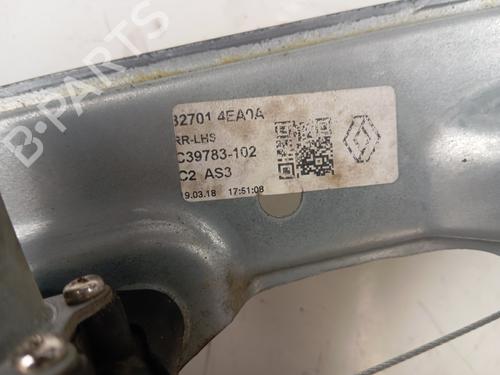 B-PARTS
82701 4EA0A
RR-LHS
C39783-102
C2 AS3
9.03.18 17:51:08